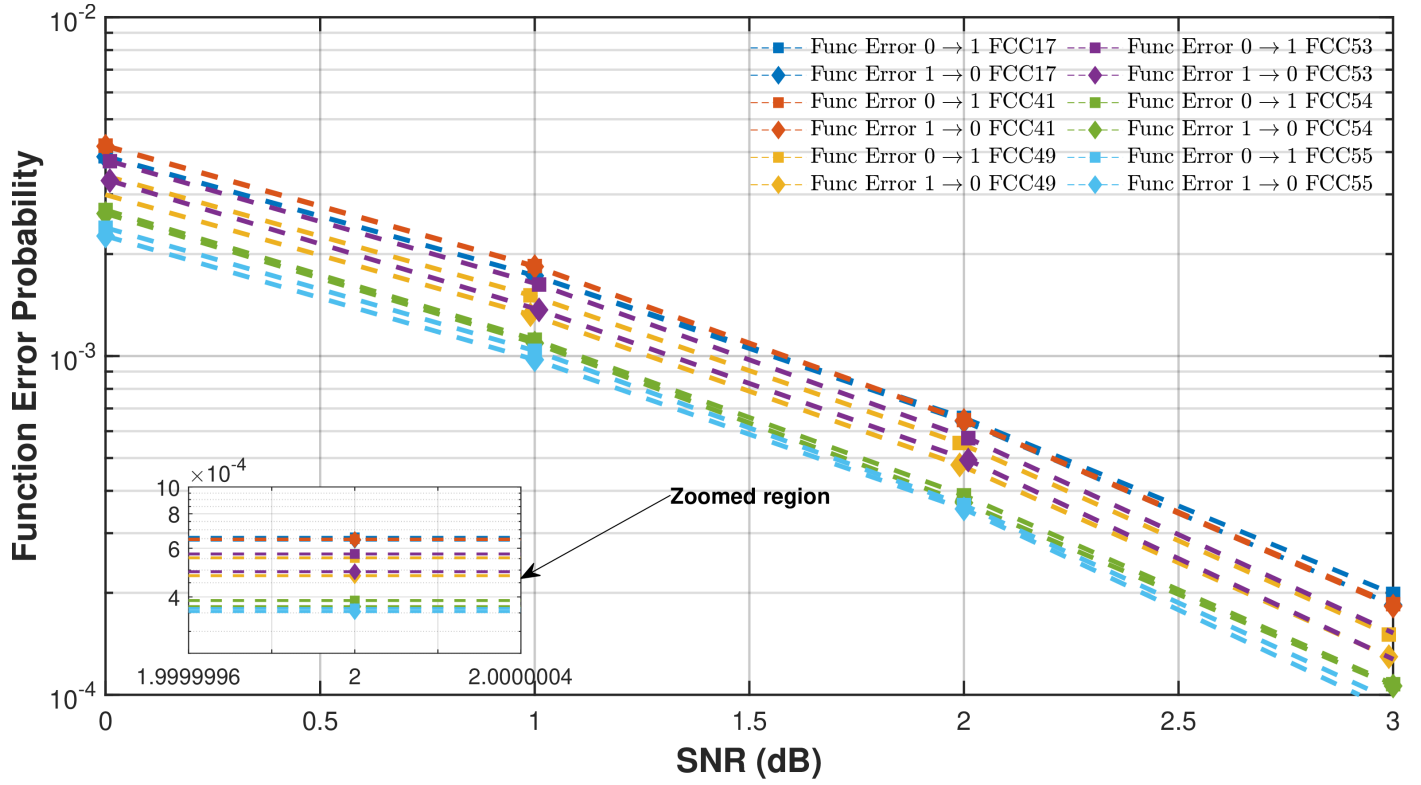 10^-2
10^-3
10^-4
Function Error Probability
Func Error 0 → 1 FCC17
Func Error 1 → 0 FCC17
Func Error 0 → 1 FCC41
Func Error 1 → 0 FCC41
Func Error 0 → 1 FCC49
Func Error 1 → 0 FCC49
Func Error 0 → 1 FCC53
Func Error 1 → 0 FCC53
Func Error 0 → 1 FCC54
Func Error 1 → 0 FCC54
Func Error 0 → 1 FCC55
Func Error 1 → 0 FCC55
×10^-4
10
8
6
4
1.9999996 2 2.0000004
Zoomed region
0 0.5 1 1.5 2 2.5 3
SNR (dB)